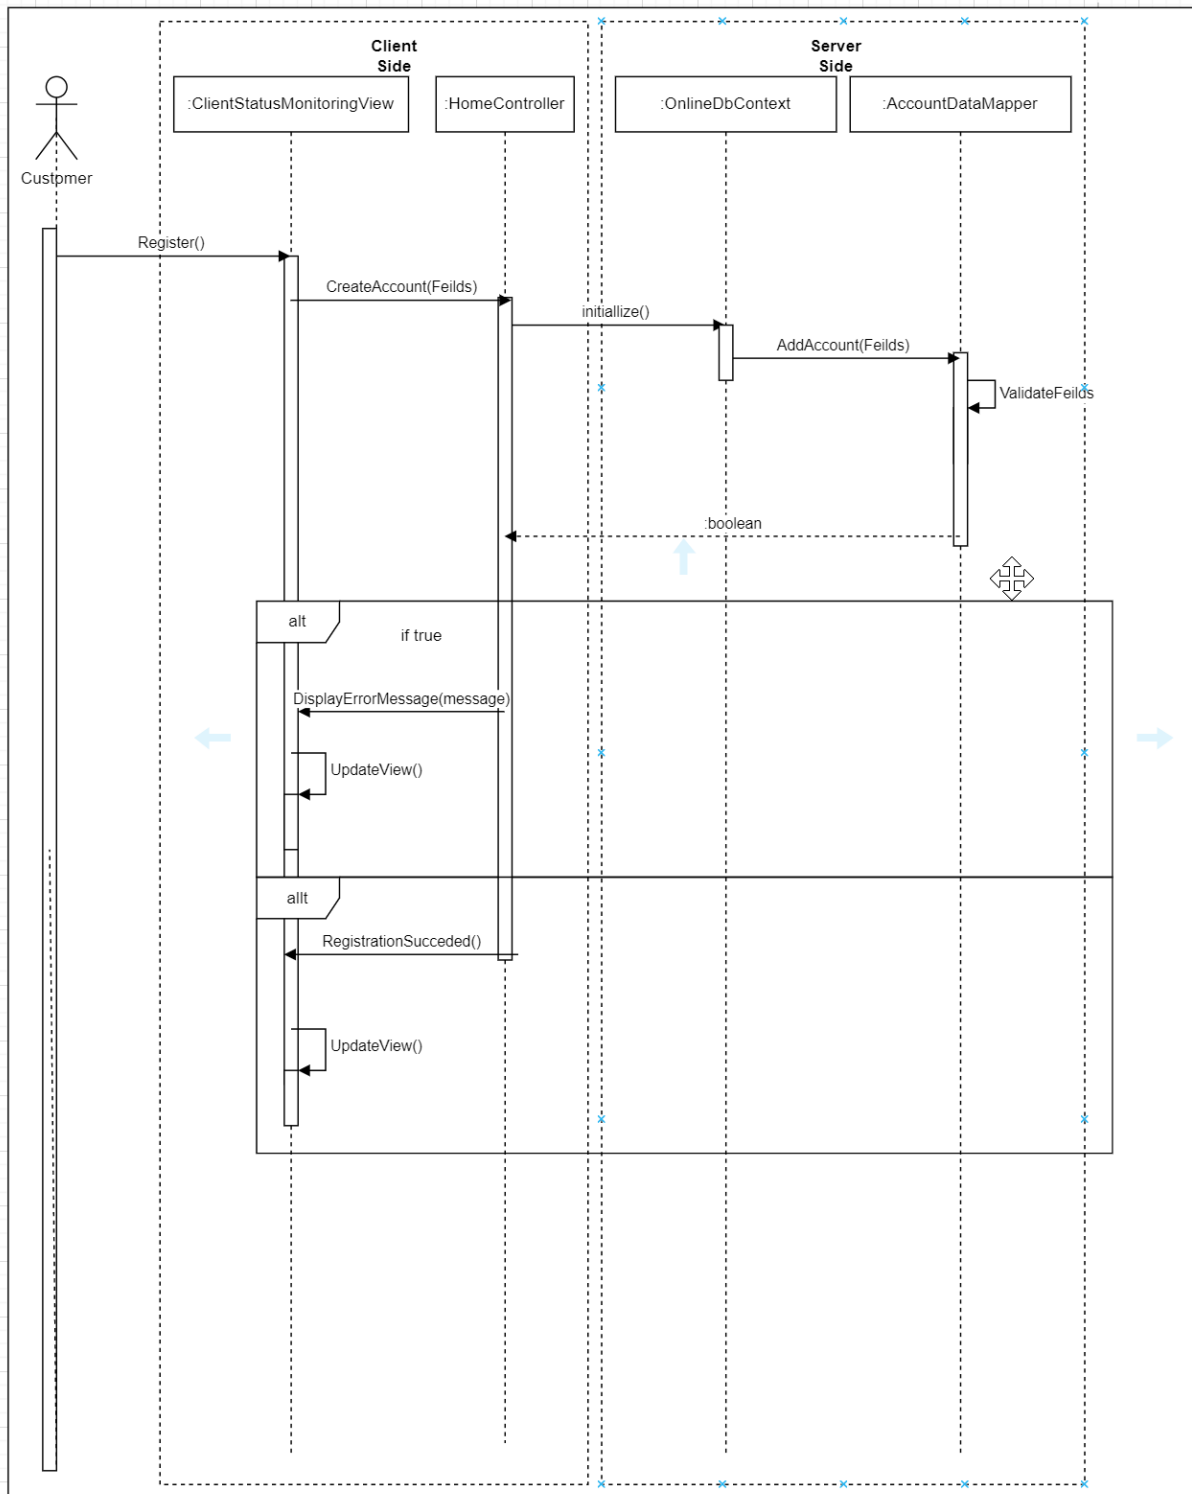 Client
Side
Server
Side
:ClientStatusMonitoringView
:HomeController
:OnlineDbContext
:AccountDataMapper
Customer
Register()
CreateAccount(Feilds)
initiallize()
AddAccount(Feilds)
ValidateFeilds
:boolean
alt
if true
DisplayErrorMessage(message)
UpdateView()
allt
RegistrationSucceded()
UpdateView()